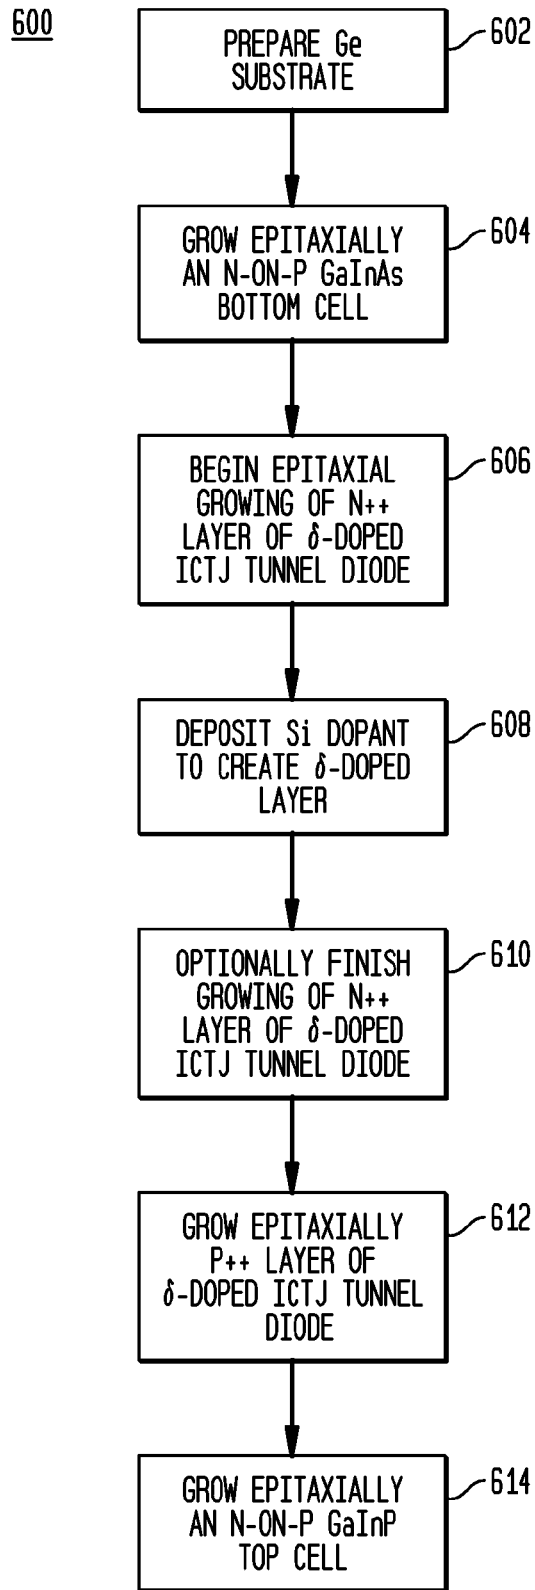 600
PREPARE Ge
SUBSTRATE
602
GROW EPITAXIALLY
AN N-ON-P GaInAs
BOTTOM CELL
604
BEGIN EPITAXIAL
GROWING OF N++
LAYER OF δ-DOPED
ICTJ TUNNEL DIODE
606
DEPOSIT Si DOPANT
TO CREATE δ-DOPED
LAYER
608
OPTIONALLY FINISH
GROWING OF N++
LAYER OF δ-DOPED
ICTJ TUNNEL DIODE
610
GROW EPITAXIALLY
P++ LAYER OF
δ-DOPED ICTJ TUNNEL
DIODE
612
GROW EPITAXIALLY
AN N-ON-P GaInP
TOP CELL
614